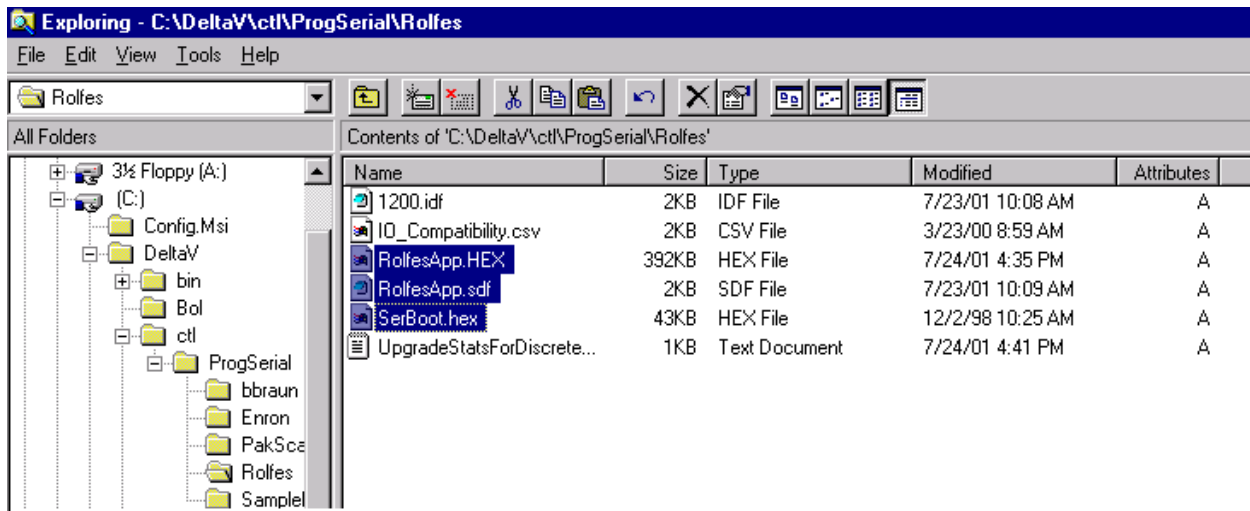 Exploring - C:\DeltaV\ctl\ProgSerial\Rolfes
File Edit View Tools Help
Rolfes
All Folders
Contents of 'C:\DeltaV\ctl\ProgSerial\Rolfes'
3½ Floppy (A:)
(C:)
Config.Msi
DeltaV
bin
Bol
ctl
ProgSerial
bbraun
Enron
PakSca
Rolfes
Samplel
Name Size Type Modified Attributes
1200.idf 2KB IDF File 7/23/01 10:08 AM A
IO_Compatibility.csv 2KB CSV File 3/23/00 8:59 AM A
RolfesApp.HEX 392KB HEX File 7/24/01 4:35 PM A
RolfesApp.sdf 2KB SDF File 7/23/01 10:09 AM A
SerBoot.hex 43KB HEX File 12/2/98 10:25 AM A
UpgradeStatsForDiscrete... 1KB Text Document 7/24/01 4:41 PM A